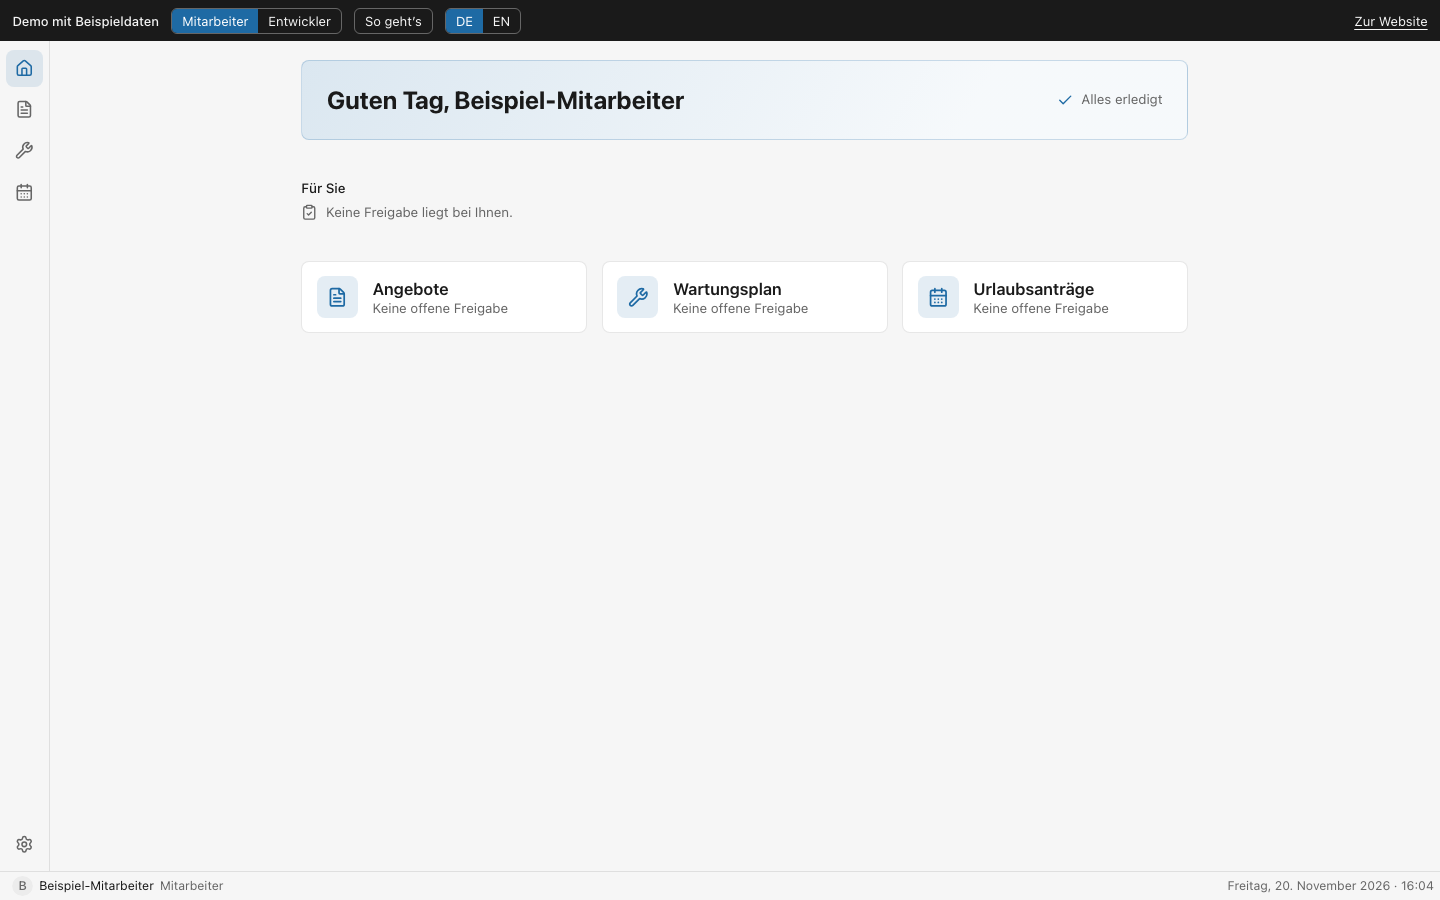 Demo mit Beispieldaten Mitarbeiter Entwickler So geht's DE EN Zur Website
Guten Tag, Beispiel-Mitarbeiter Alles erledigt
Für Sie
Keine Freigabe liegt bei Ihnen.
Angebote
Keine offene Freigabe
Wartungsplan
Keine offene Freigabe
Urlaubsanträge
Keine offene Freigabe
B Beispiel-Mitarbeiter Mitarbeiter Freitag, 20. November 2026 · 16:04